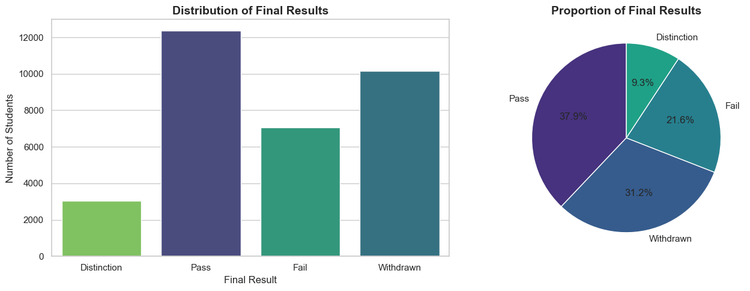 Distribution of Final Results
Number of Students
12000
10000
8000
6000
4000
2000
0
Distinction
Pass
Fail
Withdrawn
Final Result
Proportion of Final Results
Distinction
9.3%
Fail
21.6%
Pass
37.9%
31.2%
Withdrawn